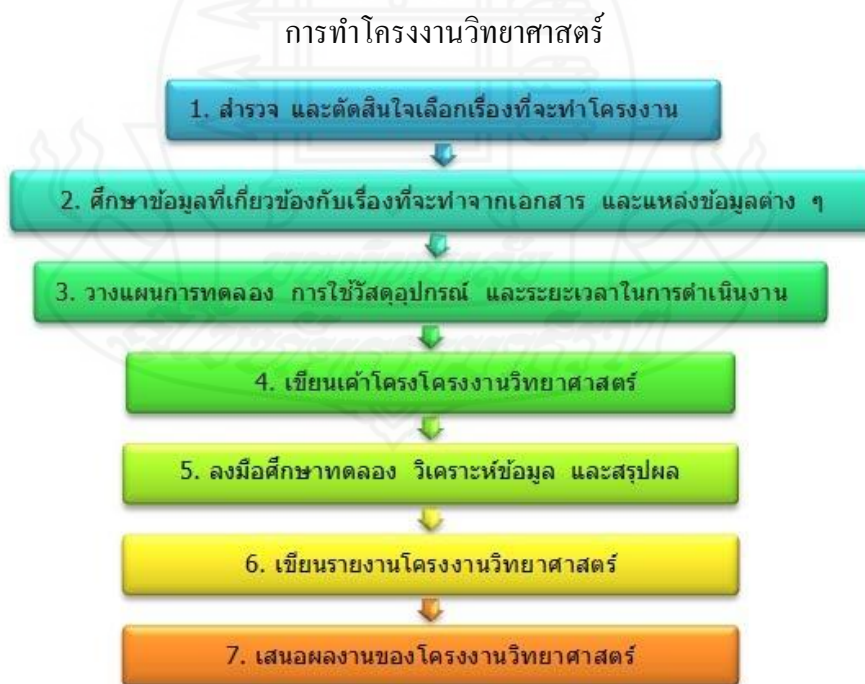 การทำโครงงานวิทยาศาสตร์
1. สำรวจ และตัดสินใจเลือกเรื่องที่จะทำโครงงาน
2. ศึกษาข้อมูลที่เกี่ยวข้องกับเรื่องที่จะทำจากเอกสาร และแหล่งข้อมูลต่าง ๆ
3. วางแผนการทดลอง การใช้วัสดุอุปกรณ์ และระยะเวลาในการดำเนินงาน
4. เขียนเค้าโครงโครงงานวิทยาศาสตร์
5. ลงมือศึกษาทดลอง วิเคราะห์ข้อมูล และสรุปผล
6. เขียนรายงานโครงงานวิทยาศาสตร์
7. เสนอผลงานของโครงงานวิทยาศาสตร์